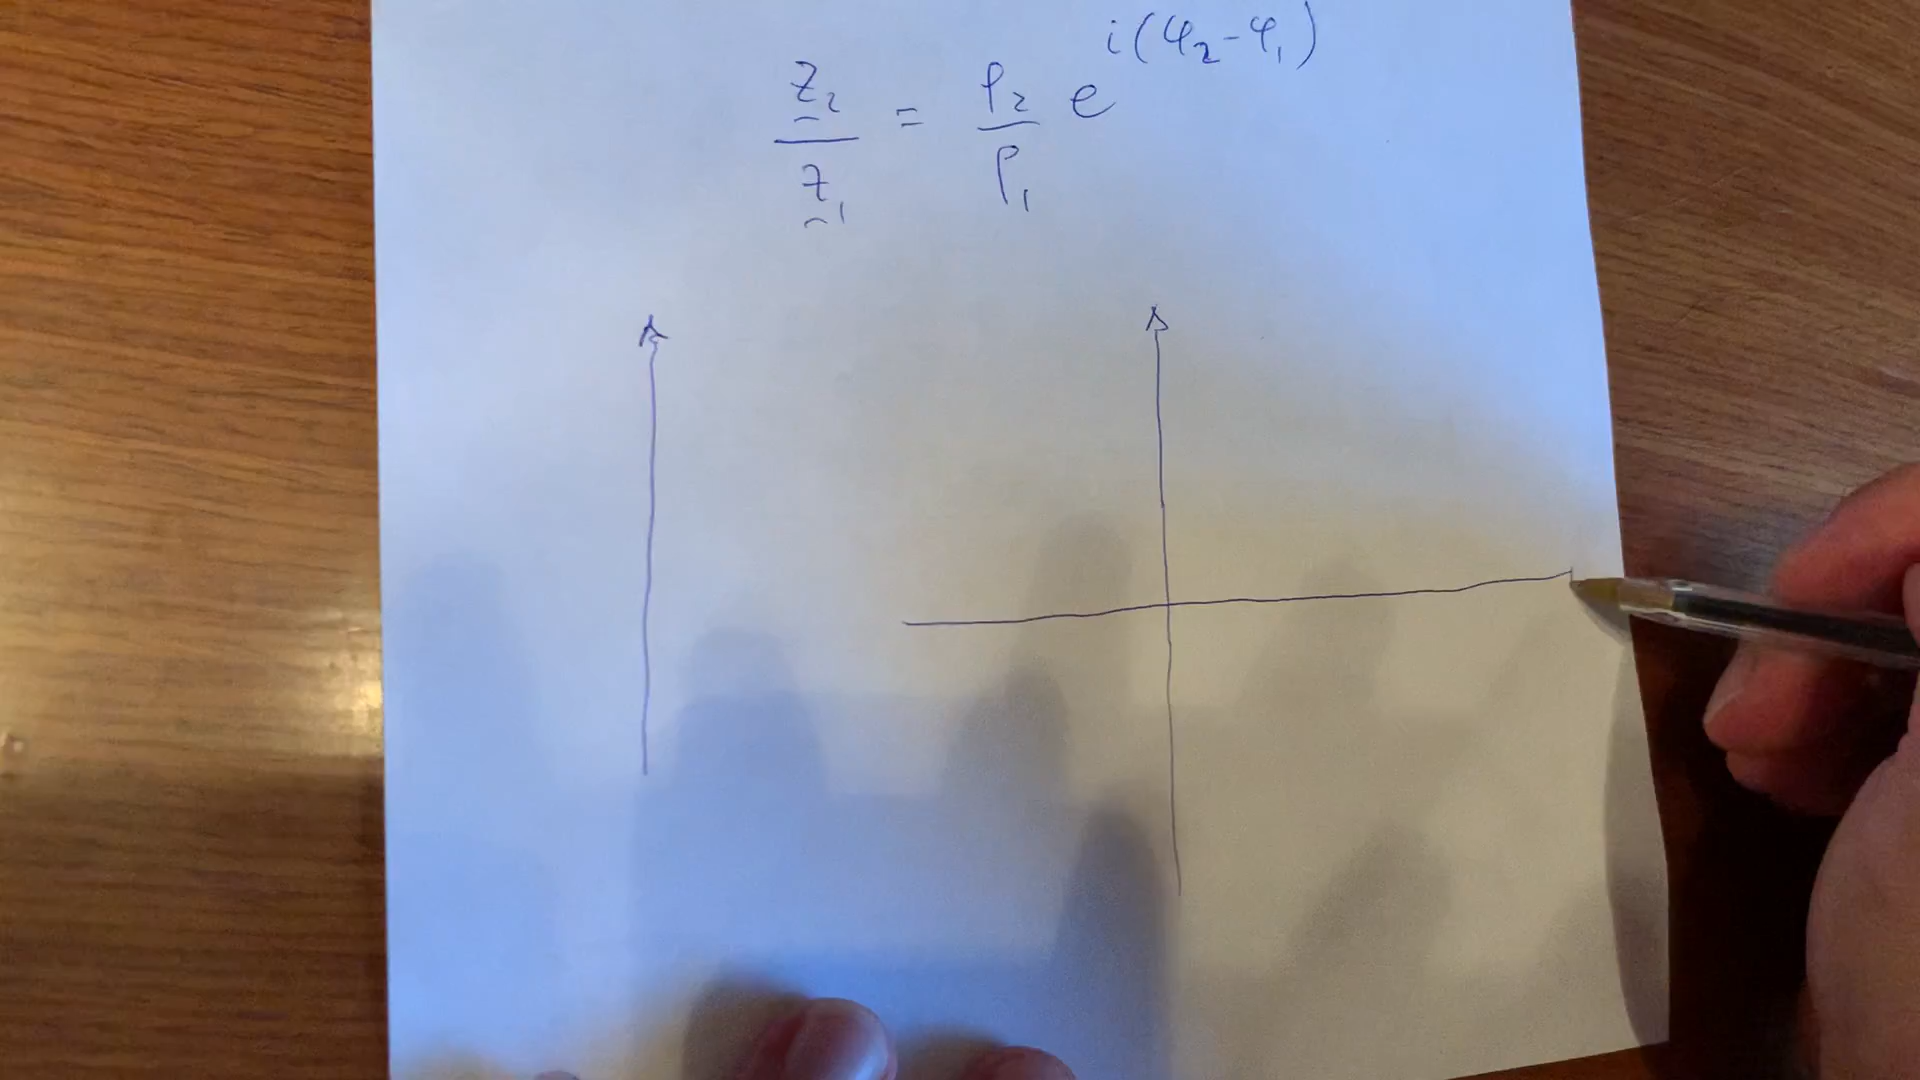 z₂/z₁ = ρ₂/ρ₁ e^{i(φ₂-φ₁)}